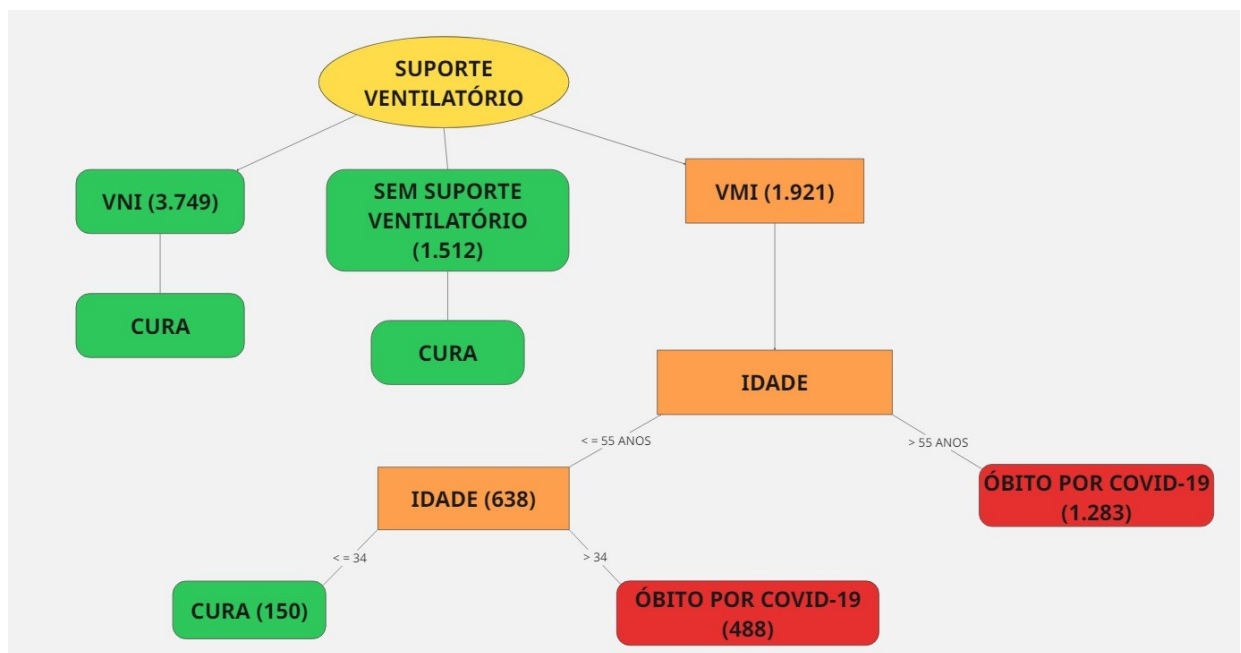 SUPORTE
VENTILATÓRIO
VNI (3.749)
SEM SUPORTE
VENTILATÓRIO
(1.512)
VMI (1.921)
CURA
CURA
IDADE
< = 55 ANOS
> 55 ANOS
IDADE (638)
ÓBITO POR COVID-19
(1.283)
< = 34
> 34
CURA (150)
ÓBITO POR COVID-19
(488)